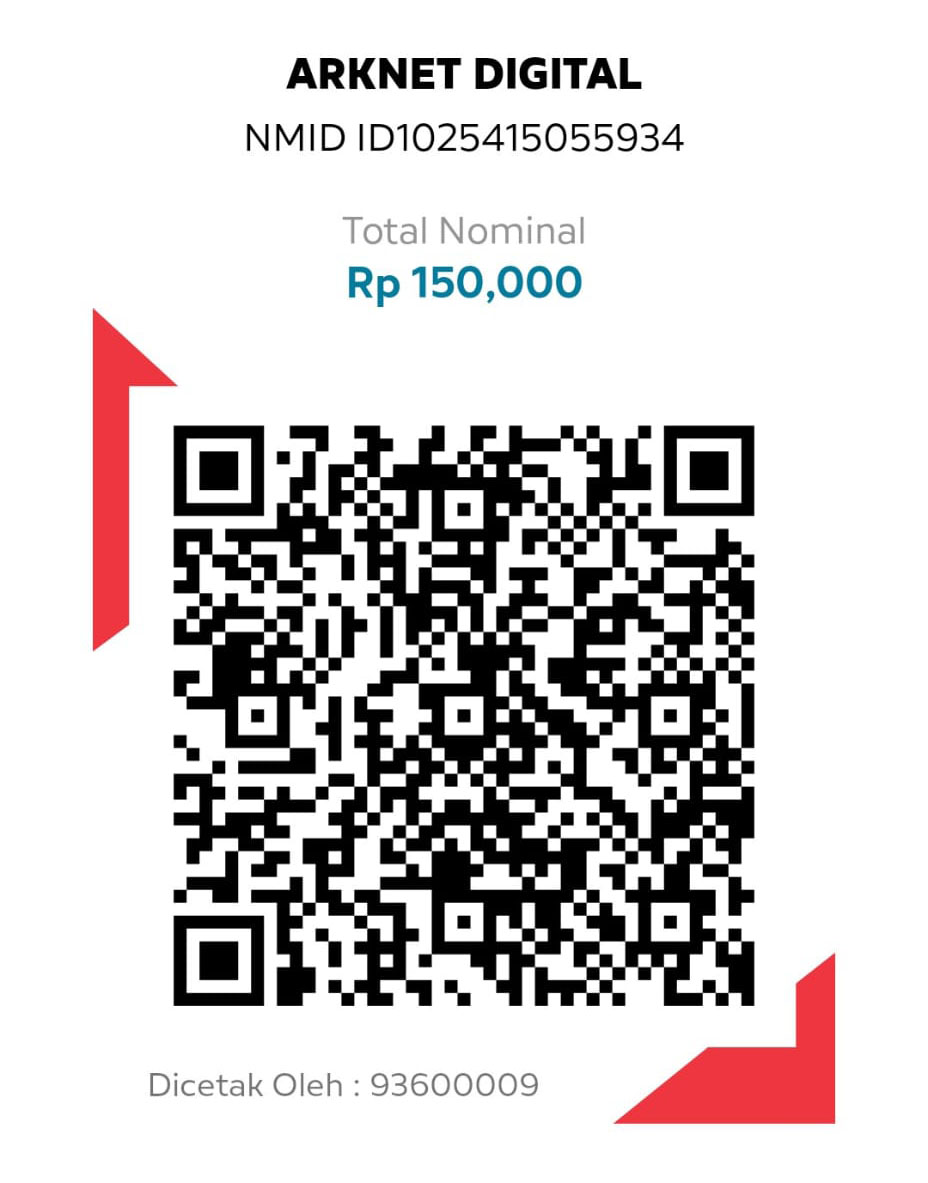 ARKNET DIGITAL
NMID ID1025415055934
Total Nominal
Rp 150,000
Dicetak Oleh : 93600009